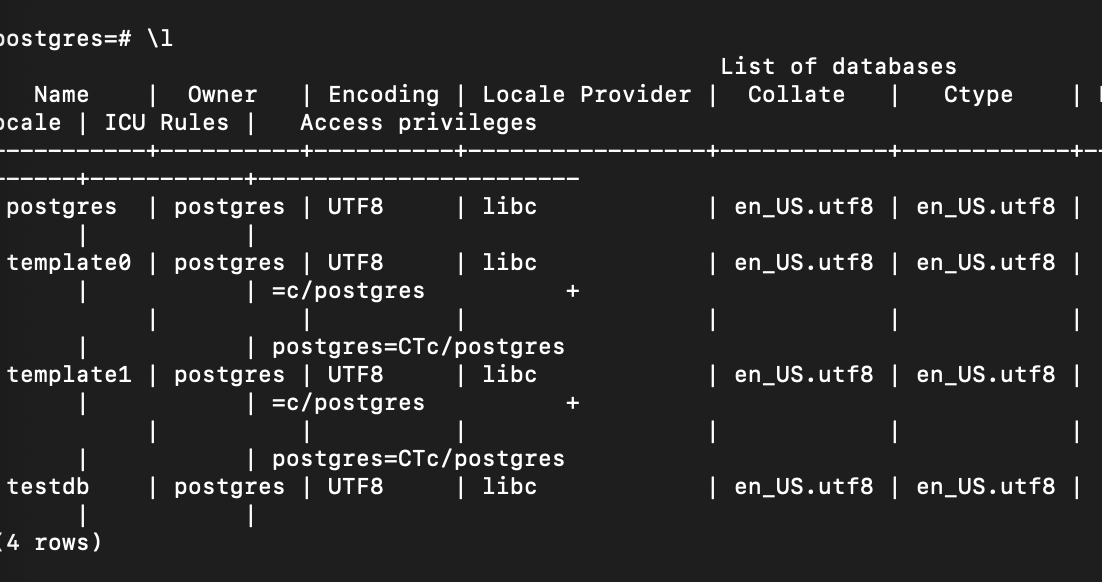 postgres=# \l
List of databases
Name | Owner | Encoding | Locale Provider | Collate | Ctype |
ocale | ICU Rules | Access privileges
-----------+----------+----------+-----------------+------------+------------+--
------+-----------+-----------------------
postgres | postgres | UTF8 | libc | en_US.utf8 | en_US.utf8 |
| |
template0 | postgres | UTF8 | libc | en_US.utf8 | en_US.utf8 |
| | =c/postgres +
| | | | | |
| | postgres=CTc/postgres
template1 | postgres | UTF8 | libc | en_US.utf8 | en_US.utf8 |
| | =c/postgres +
| | | | | |
| | postgres=CTc/postgres
testdb | postgres | UTF8 | libc | en_US.utf8 | en_US.utf8 |
| |
(4 rows)